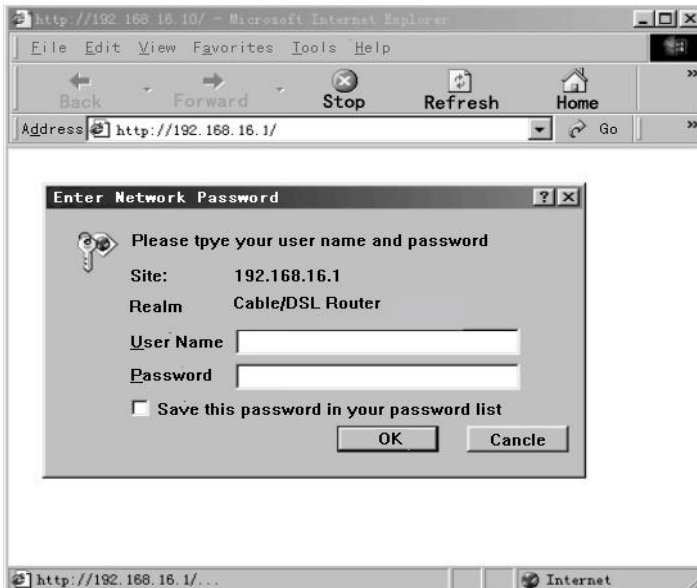 http://192.168.16.10/ - Microsoft Internet Explorer
File Edit View Favorites Tools Help
Back Forward Stop Refresh Home
Address http://192.168.16.1/ Go
Enter Network Password
Please tpye your user name and password
Site: 192.168.16.1
Realm Cable/DSL Router
User Name
Password
Save this password in your password list
OK Cancle
http://192.168.16.1/... Internet